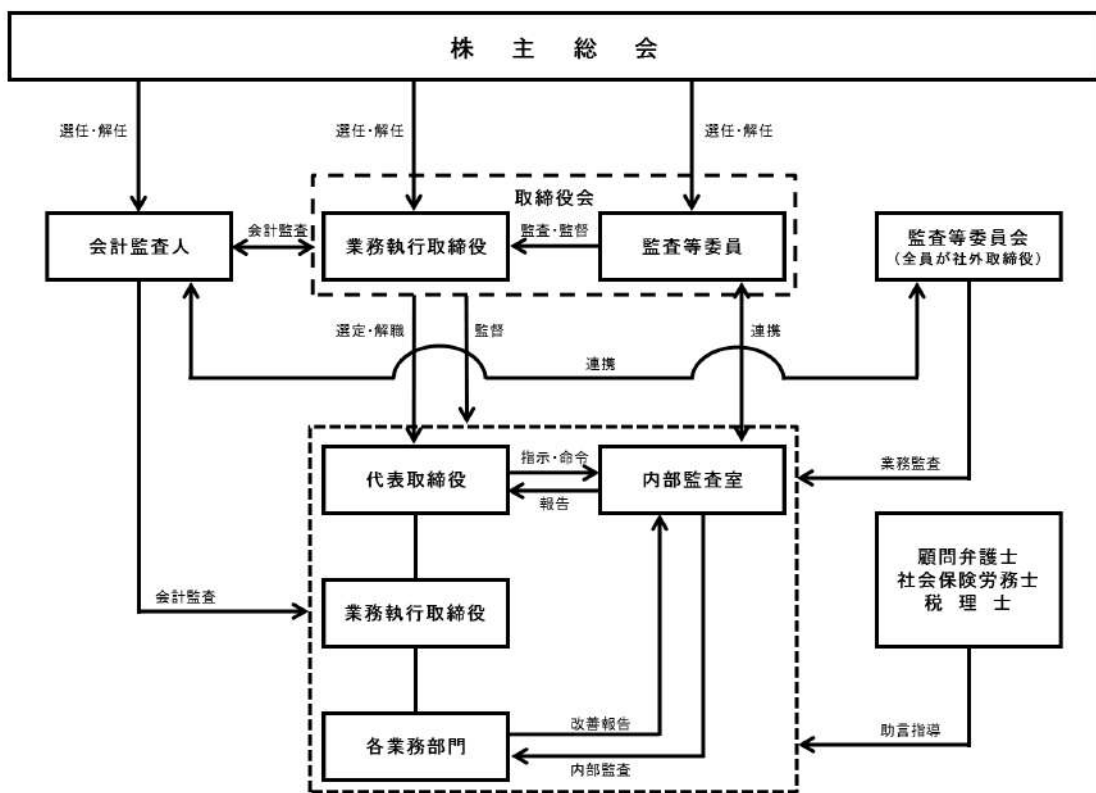 株主総会
選任・解任
選任・解任
選任・解任
取締役会
会計監査人
会計監査
業務執行取締役
監査・監督
監査等委員
監査等委員会
(全員が社外取締役)
選定・解職
監督
連携
連携
代表取締役
指示・命令
報告
内部監査室
業務監査
顧問弁護士
社会保険労務士
税理士
会計監査
業務執行取締役
各業務部門
改善報告
内部監査
助言指導